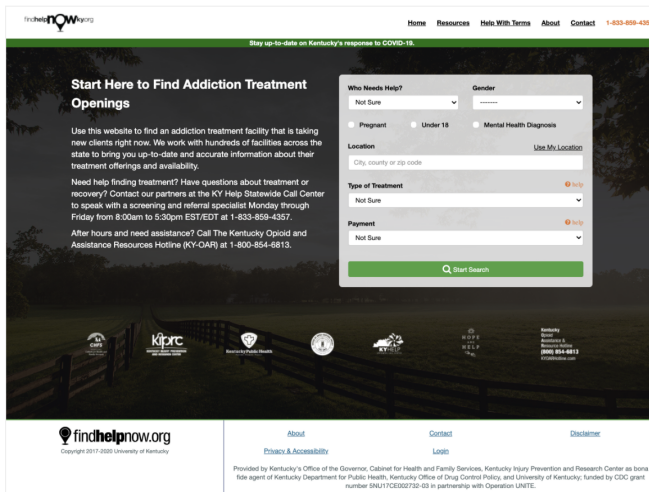 findhelpnowky.org
Home Resources Help With Terms About Contact 1-833-859-435
Stay up-to-date on Kentucky's response to COVID-19.
Start Here to Find Addiction Treatment
Openings
Use this website to find an addiction treatment facility that is taking
new clients right now. We work with hundreds of facilities across the
state to bring you up-to-date and accurate information about their
treatment offerings and availability.
Need help finding treatment? Have questions about treatment or
recovery? Contact our partners at the KY Help Statewide Call Center
to speak with a screening and referral specialist Monday through
Friday from 8:00am to 5:30pm EST/EDT at 1-833-859-4357.
After hours and need assistance? Call The Kentucky Opioid and
Assistance Resources Hotline (KY-OAR) at 1-800-854-6813.
Who Needs Help? Gender
Not Sure -------
Pregnant Under 18 Mental Health Diagnosis
Location Use My Location
City, county or zip code
Type of Treatment help
Not Sure
Payment help
Not Sure
Start Search
CHFS
kiprc
KentuckyPublicHealth
KY HELP
HOPE
HELP
Kentucky
Opioid
Assistance &
Resource Hotline
(800) 854-6813
KYOARHotline.com
findhelpnow.org
Copyright 2017-2020 University of Kentucky
About Contact Disclaimer
Privacy & Accessibility Login
Provided by Kentucky's Office of the Governor, Cabinet for Health and Family Services, Kentucky Injury Prevention and Research Center as bona
fide agent of Kentucky Department for Public Health, Kentucky Office of Drug Control Policy, and University of Kentucky; funded by CDC grant
number 5NU17CE002732-03 in partnership with Operation UNITE.